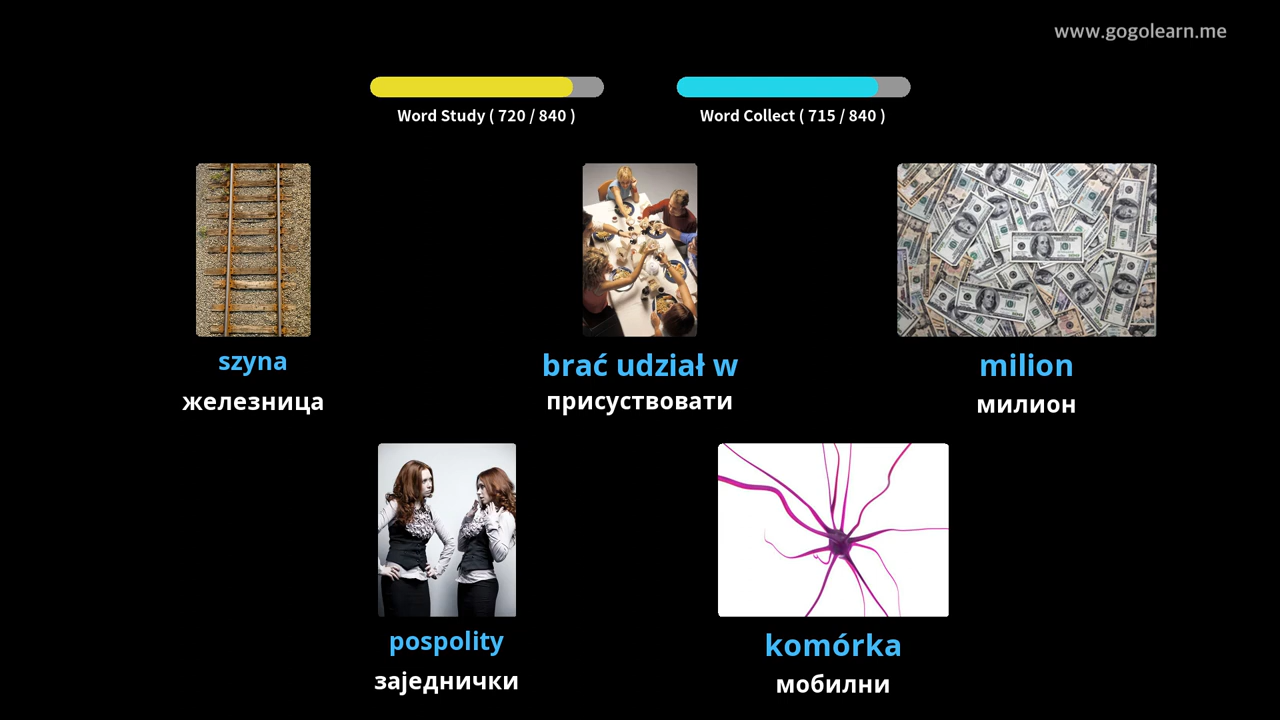 www.gogolearn.me
Word Study ( 720 / 840 )
Word Collect ( 715 / 840 )
szyna
brać udział w
milion
железница
присуствовати
милион
pospolity
komórka
заједнички
мобилни